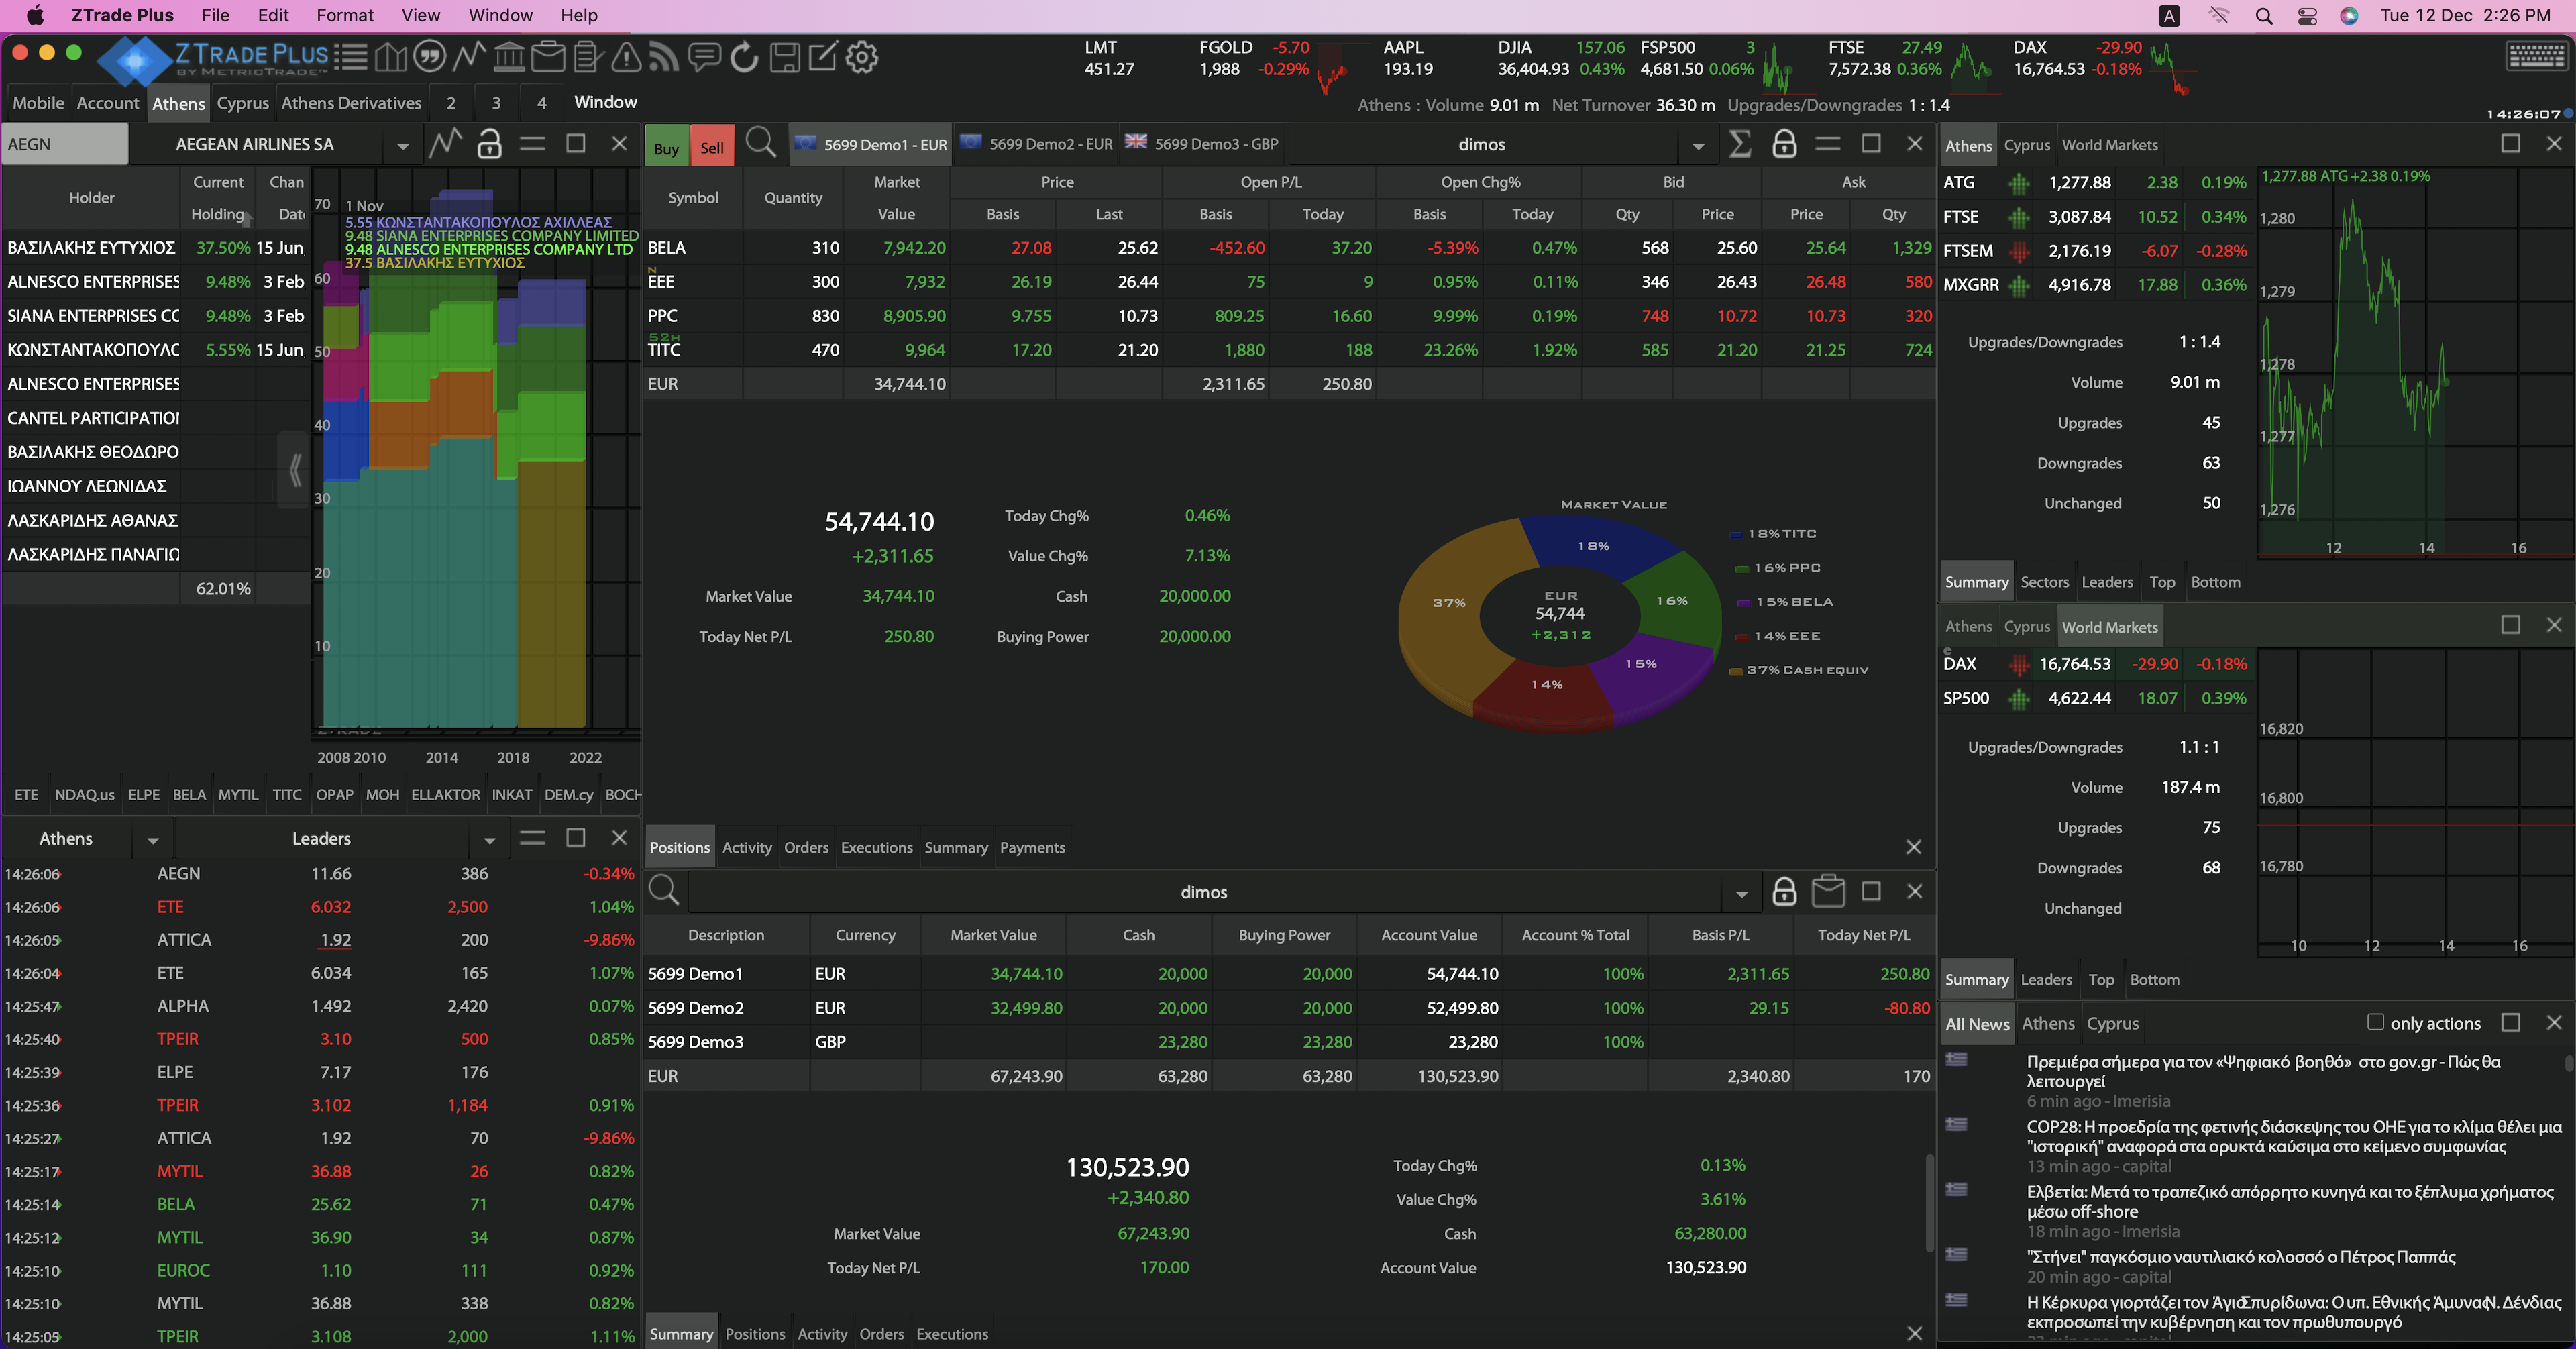 ZTrade Plus File Edit Format View Window Help
A Tue 12 Dec 2:26 PM
ZTRADE PLUS
BY METRICTRADE™
LMT 451.27
FGOLD -5.70 1,988 -0.29%
AAPL 193.19
DJIA 157.06 36,404.93 0.43%
FSP500 3 4,681.50 0.06%
FTSE 27.49 7,572.38 0.36%
DAX -29.90 16,764.53 -0.18%
Mobile Account Athens Cyprus Athens Derivatives 2 3 4 Window
Athens : Volume 9.01 m Net Turnover 36.30 m Upgrades/Downgrades 1 : 1.4
14:26:07
AEGN AEGEAN AIRLINES SA
Holder Current Holding Chan Date
ΒΑΣΙΛΑΚΗΣ ΕΥΤΥΧΙΟΣ 37.50% 15 Jun,
ALNESCO ENTERPRISES 9.48% 3 Feb
SIANA ENTERPRISES CO 9.48% 3 Feb
ΚΩΝΣΤΑΝΤΑΚΟΠΟΥΛΟ 5.55% 15 Jun,
ALNESCO ENTERPRISES
CANTEL PARTICIPATION
ΒΑΣΙΛΑΚΗΣ ΘΕΟΔΩΡΟ
ΙΩΑΝΝΟΥ ΛΕΩΝΙΔΑΣ
ΛΑΣΚΑΡΙΔΗΣ ΑΘΑΝΑΣ
ΛΑΣΚΑΡΙΔΗΣ ΠΑΝΑΓΙΩ
62.01%
1 Nov
5.55 ΚΩΝΣΤΑΝΤΑΚΟΠΟΥΛΟΣ ΑΧΙΛΛΕΑΣ
9.48 SIANA ENTERPRISES COMPANY LIMITED
9.48 ALNESCO ENTERPRISES COMPANY LTD
37.5 ΒΑΣΙΛΑΚΗΣ ΕΥΤΥΧΙΟΣ
70
60
50
40
30
20
10
ZTRADE
2008 2010 2014 2018 2022
ETE NDAQ.us ELPE BELA MYTIL TITC OPAP MOH ELLAKTOR INKAT DEM.cy BOCH
Athens Leaders
14:26:06 AEGN 11.66 386 -0.34%
14:26:06 ETE 6.032 2,500 1.04%
14:26:05 ATTICA 1.92 200 -9.86%
14:26:04 ETE 6.034 165 1.07%
14:25:47 ALPHA 1.492 2,420 0.07%
14:25:40 TPEIR 3.10 500 0.85%
14:25:39 ELPE 7.17 176
14:25:36 TPEIR 3.102 1,184 0.91%
14:25:27 ATTICA 1.92 70 -9.86%
14:25:17 MYTIL 36.88 26 0.82%
14:25:14 BELA 25.62 71 0.47%
14:25:12 MYTIL 36.90 34 0.87%
14:25:10 EUROC 1.10 111 0.92%
14:25:10 MYTIL 36.88 338 0.82%
14:25:05 TPEIR 3.108 2,000 1.11%
Buy Sell 5699 Demo1 - EUR 5699 Demo2 - EUR 5699 Demo3 - GBP dimos
Symbol Quantity Market Value Price Open P/L Open Chg% Bid Ask
Basis Last Basis Today Basis Today Qty Price Price Qty
BELA 310 7,942.20 27.08 25.62 -452.60 37.20 -5.39% 0.47% 568 25.60 25.64 1,329
N
EEE 300 7,932 26.19 26.44 75 9 0.95% 0.11% 346 26.43 26.48 580
PPC 830 8,905.90 9.755 10.73 809.25 16.60 9.99% 0.19% 748 10.72 10.73 320
52H
TITC 470 9,964 17.20 21.20 1,880 188 23.26% 1.92% 585 21.20 21.25 724
EUR 34,744.10 2,311.65 250.80
54,744.10 Today Chg% 0.46%
+2,311.65 Value Chg% 7.13%
Market Value 34,744.10 Cash 20,000.00
Today Net P/L 250.80 Buying Power 20,000.00
MARKET VALUE
18%
16%
15%
14%
37%
EUR
54,744
+2,312
18% TITC
16% PPC
15% BELA
14% EEE
37% CASH EQUIV
Positions Activity Orders Executions Summary Payments
dimos
Description Currency Market Value Cash Buying Power Account Value Account % Total Basis P/L Today Net P/L
5699 Demo1 EUR 34,744.10 20,000 20,000 54,744.10 100% 2,311.65 250.80
5699 Demo2 EUR 32,499.80 20,000 20,000 52,499.80 100% 29.15 -80.80
5699 Demo3 GBP 23,280 23,280 23,280 100%
EUR 67,243.90 63,280 63,280 130,523.90 2,340.80 170
130,523.90 Today Chg% 0.13%
+2,340.80 Value Chg% 3.61%
Market Value 67,243.90 Cash 63,280.00
Today Net P/L 170.00 Account Value 130,523.90
Summary Positions Activity Orders Executions
Athens Cyprus World Markets
ATG 1,277.88 2.38 0.19%
FTSE 3,087.84 10.52 0.34%
FTSEM 2,176.19 -6.07 -0.28%
MXGRR 4,916.78 17.88 0.36%
Upgrades/Downgrades 1 : 1.4
Volume 9.01 m
Upgrades 45
Downgrades 63
Unchanged 50
1,277.88 ATG +2.38 0.19%
1,280
1,279
1,278
1,277
1,276
12 14 16
Summary Sectors Leaders Top Bottom
Athens Cyprus World Markets
DAX 16,764.53 -29.90 -0.18%
SP500 4,622.44 18.07 0.39%
Upgrades/Downgrades 1.1 : 1
Volume 187.4 m
Upgrades 75
Downgrades 68
Unchanged
16,820
16,800
16,780
10 12 14 16
Summary Leaders Top Bottom
All News Athens Cyprus only actions
Πρεμιέρα σήμερα για τον «Ψηφιακό βοηθό» στο gov.gr - Πώς θα
λειτουργεί
6 min ago - Imerisia
COP28: Η προεδρία της φετινής διάσκεψης του ΟΗΕ για το κλίμα θέλει μια
"ιστορική" αναφορά στα ορυκτά καύσιμα στο κείμενο συμφωνίας
13 min ago - capital
Ελβετία: Μετά το τραπεζικό απόρρητο κυνηγά και το ξέπλυμα χρήματος
μέσω off-shore
18 min ago - Imerisia
"Στήνει" παγκόσμιο ναυτιλιακό κολοσσό ο Πέτρος Παππάς
20 min ago - capital
Η Κέρκυρα γιορτάζει τον Άγιο Σπυρίδωνα: Ο υπ. Εθνικής Άμυνας Ν. Δένδιας
εκπροσωπεί την κυβέρνηση και τον πρωθυπουργό